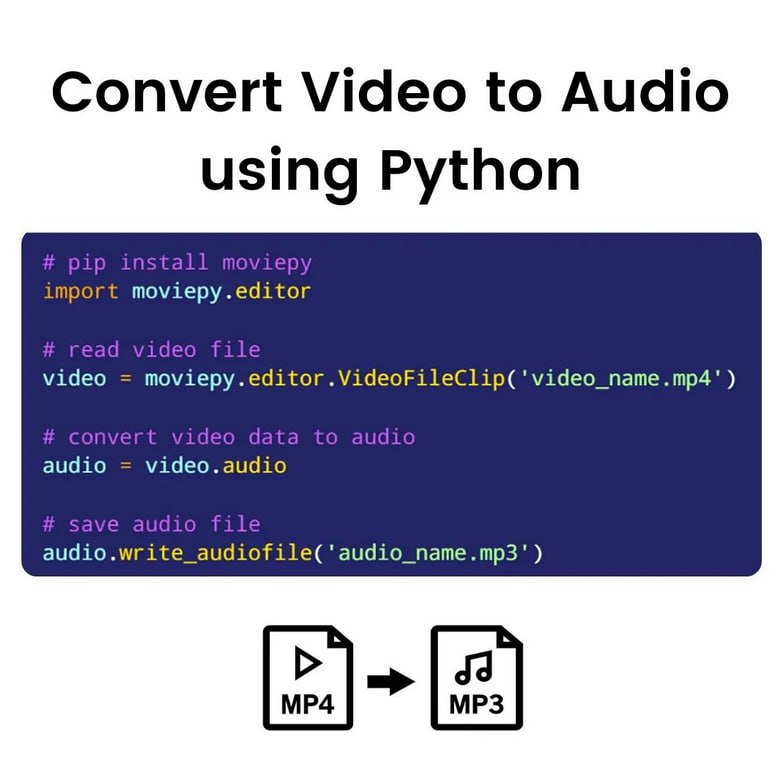 Convert Video to Audio
using Python
# pip install moviepy
import moviepy.editor
# read video file
video = moviepy.editor.VideoFileClip('video_name.mp4')
# convert video data to audio
audio = video.audio
# save audio file
audio.write_audiofile('audio_name.mp3')
MP4
MP3